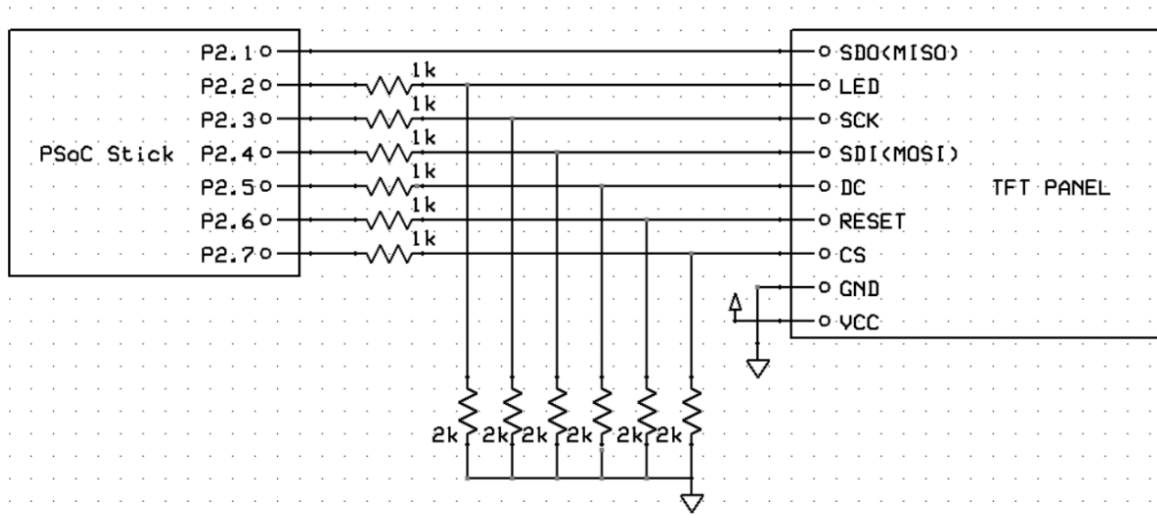 P2.1 SDO(MISO)
1k
P2.2 LED
1k
P2.3 SCK
1k
PSoC Stick P2.4 SDI(MOSI)
1k
P2.5 DC TFT PANEL
1k
P2.6 RESET
1k
P2.7 CS
GND
VCC
2k 2k 2k 2k 2k 2k